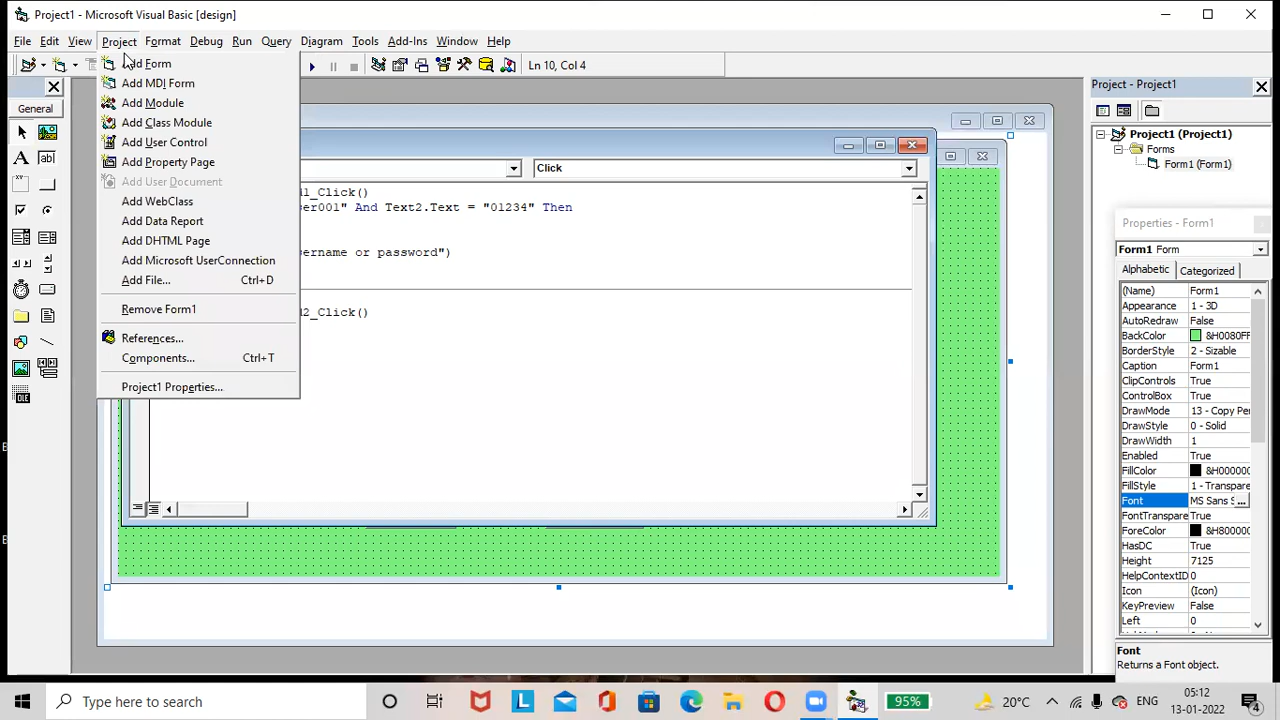 Project1 - Microsoft Visual Basic [design]
File Edit View Project Format Debug Run Query Diagram Tools Add-Ins Window Help
Ln 10, Col 4
General
Form
Add MDI Form
Add Module
Add Class Module
Add User Control
Add Property Page
Add User Document
Add WebClass
Add Data Report
Add DHTML Page
Add Microsoft UserConnection
Add File... Ctrl+D
Remove Form1
References...
Components... Ctrl+T
Project1 Properties...
Click
1_Click()
er001" And Text2.Text = "01234" Then
ername or password")
2_Click()
Project - Project1
Project1 (Project1)
Forms
Form1 (Form1)
Properties - Form1
Form1 Form
Alphabetic Categorized
(Name) Form1
Appearance 1 - 3D
AutoRedraw False
BackColor &H0080FF
BorderStyle 2 - Sizable
Caption Form1
ClipControls True
ControlBox True
DrawMode 13 - Copy Pe
DrawStyle 0 - Solid
DrawWidth 1
Enabled True
FillColor &H000000
FillStyle 1 - Transpare
Font MS Sans S ...
FontTranspare True
ForeColor &H800000
HasDC True
Height 7125
HelpContextID 0
Icon (Icon)
KeyPreview False
Left 0
Font
Returns a Font object.
Type here to search
95%
20°C
ENG
05:12
13-01-2022
4